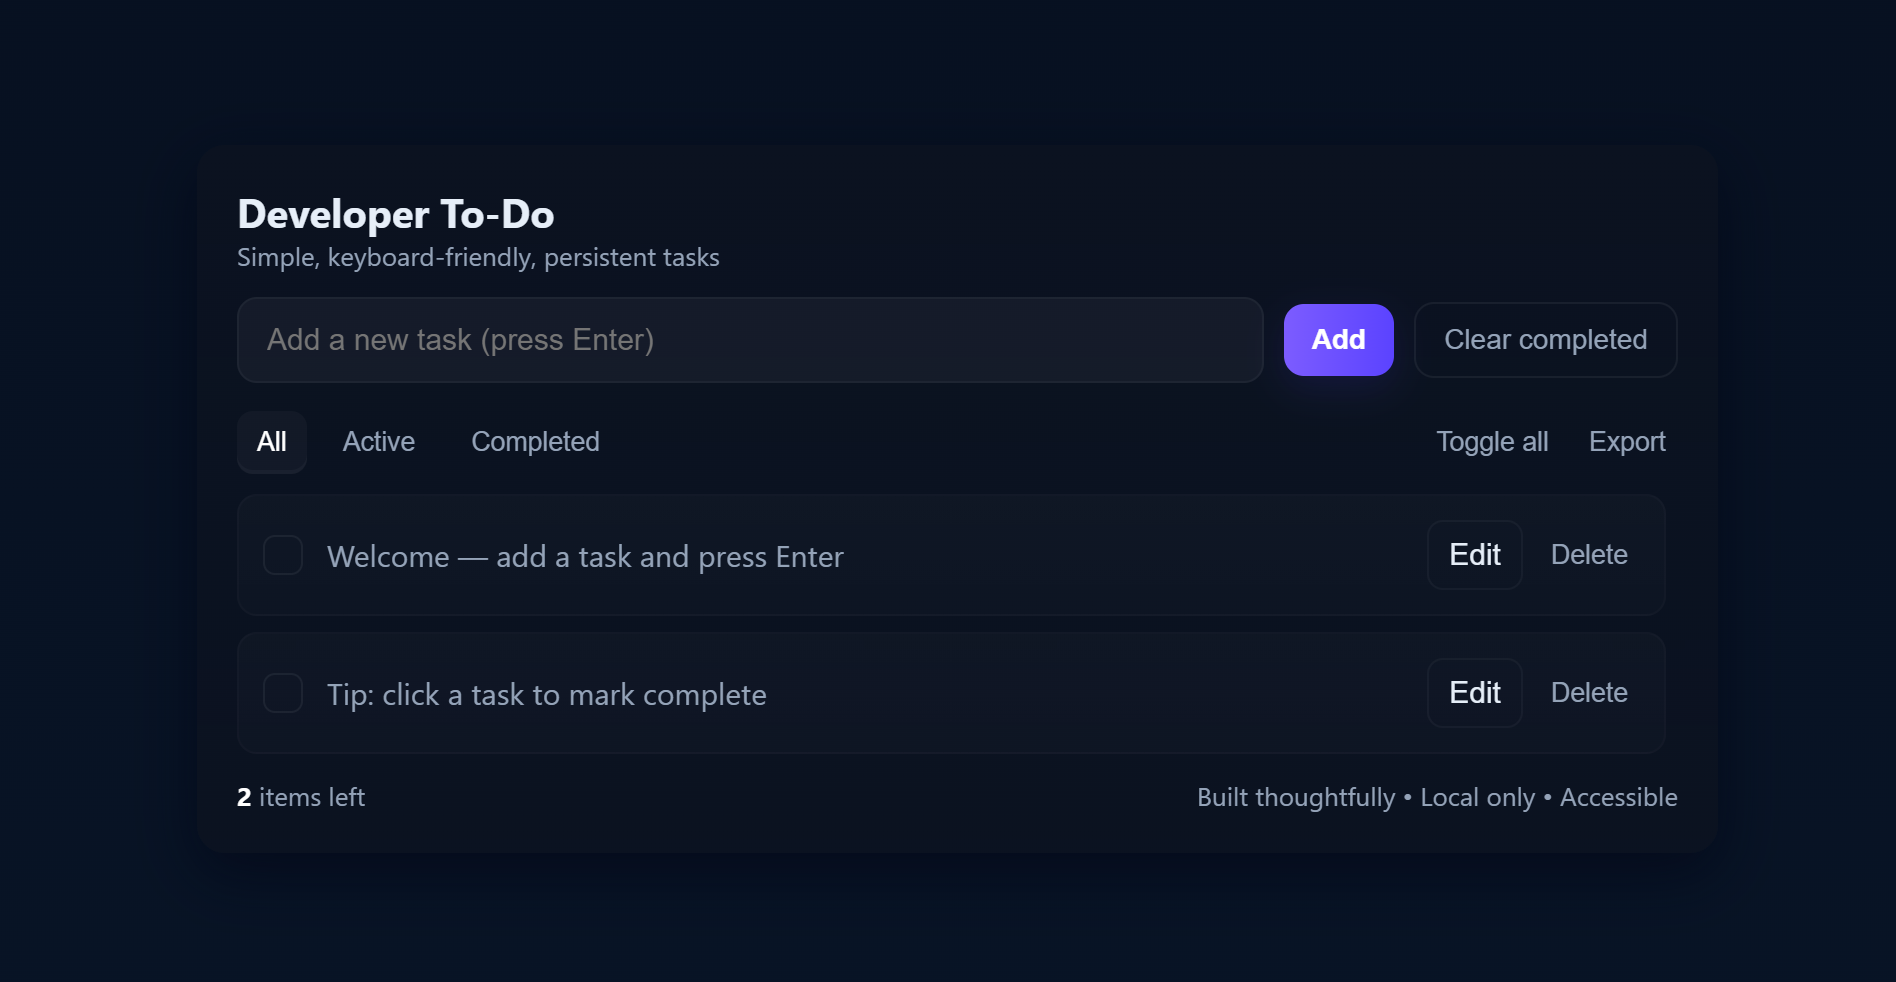 Developer To-Do
Simple, keyboard-friendly, persistent tasks
Add a new task (press Enter) Add Clear completed
All Active Completed Toggle all Export
Welcome — add a task and press Enter Edit Delete
Tip: click a task to mark complete Edit Delete
2 items left Built thoughtfully • Local only • Accessible